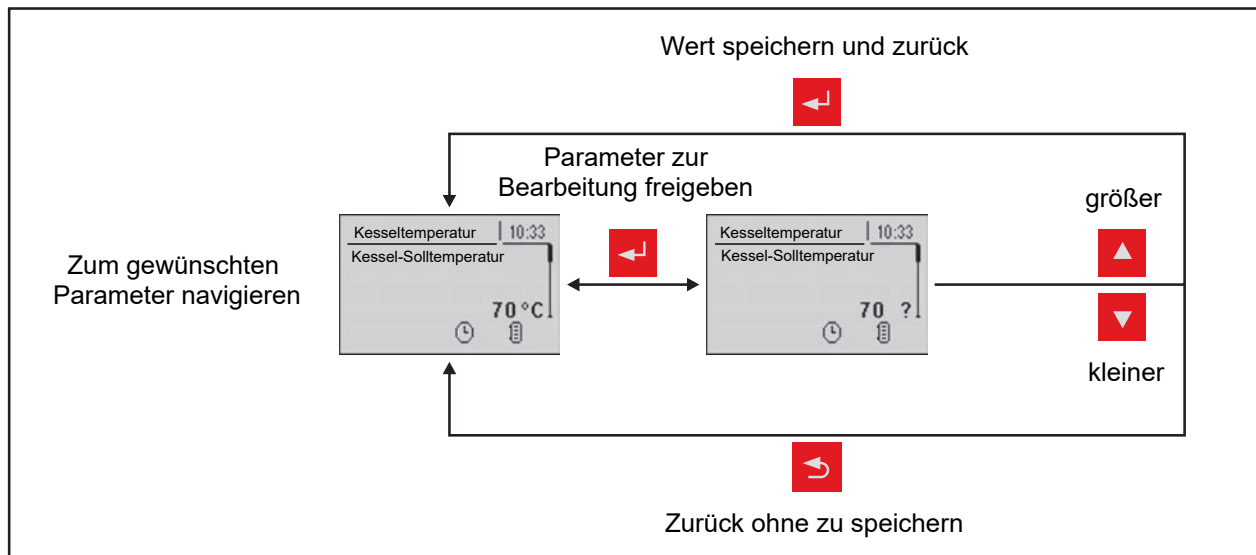 Wert speichern und zurück
Parameter zur
Bearbeitung freigeben
größer
Kesseltemperatur 10:33
Kessel-Solltemperatur
70 °C
Kesseltemperatur 10:33
Kessel-Solltemperatur
70 ?
Zum gewünschten
Parameter navigieren
kleiner
Zurück ohne zu speichern